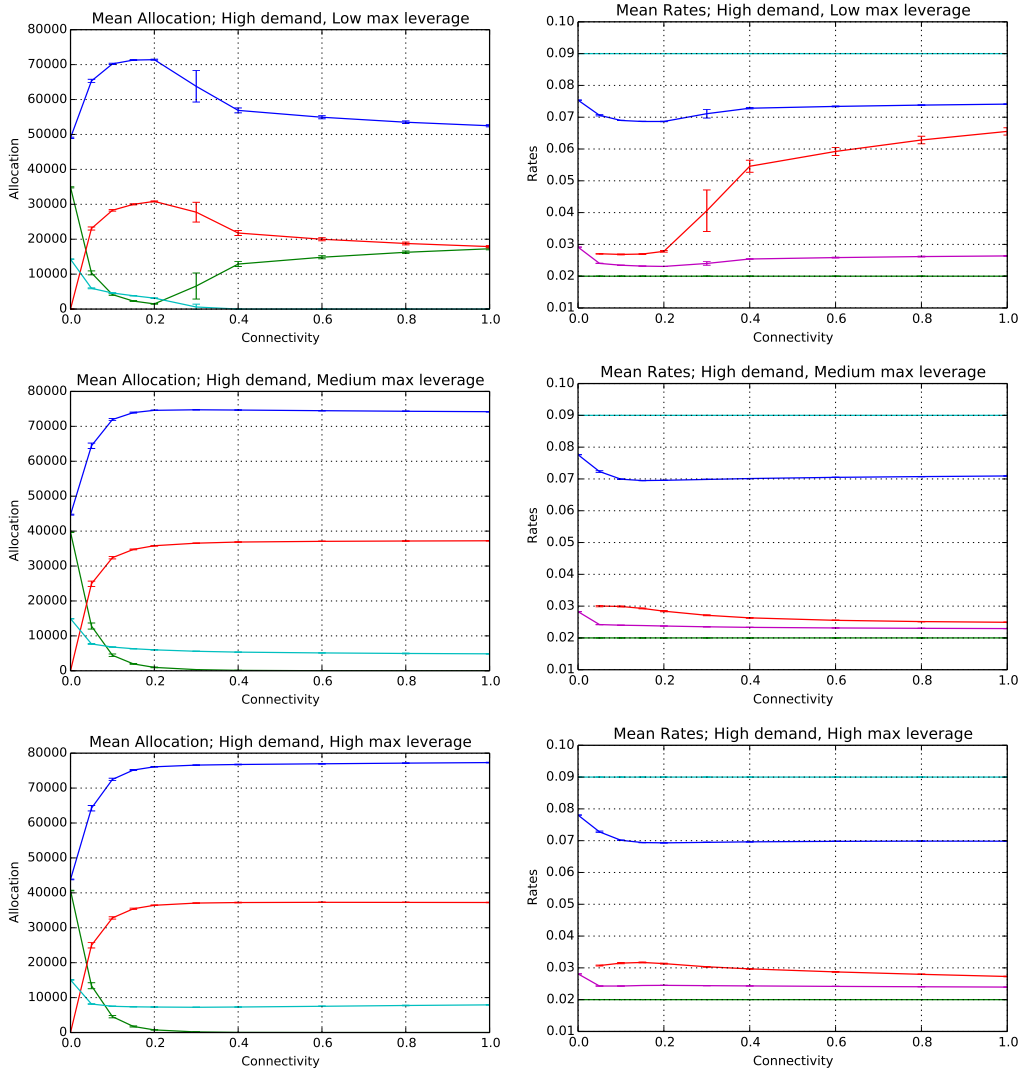 Mean Allocation; High demand, Low max leverage
80000
70000
60000
50000
40000
30000
20000
10000
0
Allocation
0.0 0.2 0.4 0.6 0.8 1.0
Connectivity
Mean Rates; High demand, Low max leverage
0.10
0.09
0.08
0.07
0.06
0.05
0.04
0.03
0.02
0.01
Rates
0.0 0.2 0.4 0.6 0.8 1.0
Connectivity
Mean Allocation; High demand, Medium max leverage
80000
70000
60000
50000
40000
30000
20000
10000
0
Allocation
0.0 0.2 0.4 0.6 0.8 1.0
Connectivity
Mean Rates; High demand, Medium max leverage
0.10
0.09
0.08
0.07
0.06
0.05
0.04
0.03
0.02
0.01
Rates
0.0 0.2 0.4 0.6 0.8 1.0
Connectivity
Mean Allocation; High demand, High max leverage
80000
70000
60000
50000
40000
30000
20000
10000
0
Allocation
0.0 0.2 0.4 0.6 0.8 1.0
Connectivity
Mean Rates; High demand, High max leverage
0.10
0.09
0.08
0.07
0.06
0.05
0.04
0.03
0.02
0.01
Rates
0.0 0.2 0.4 0.6 0.8 1.0
Connectivity